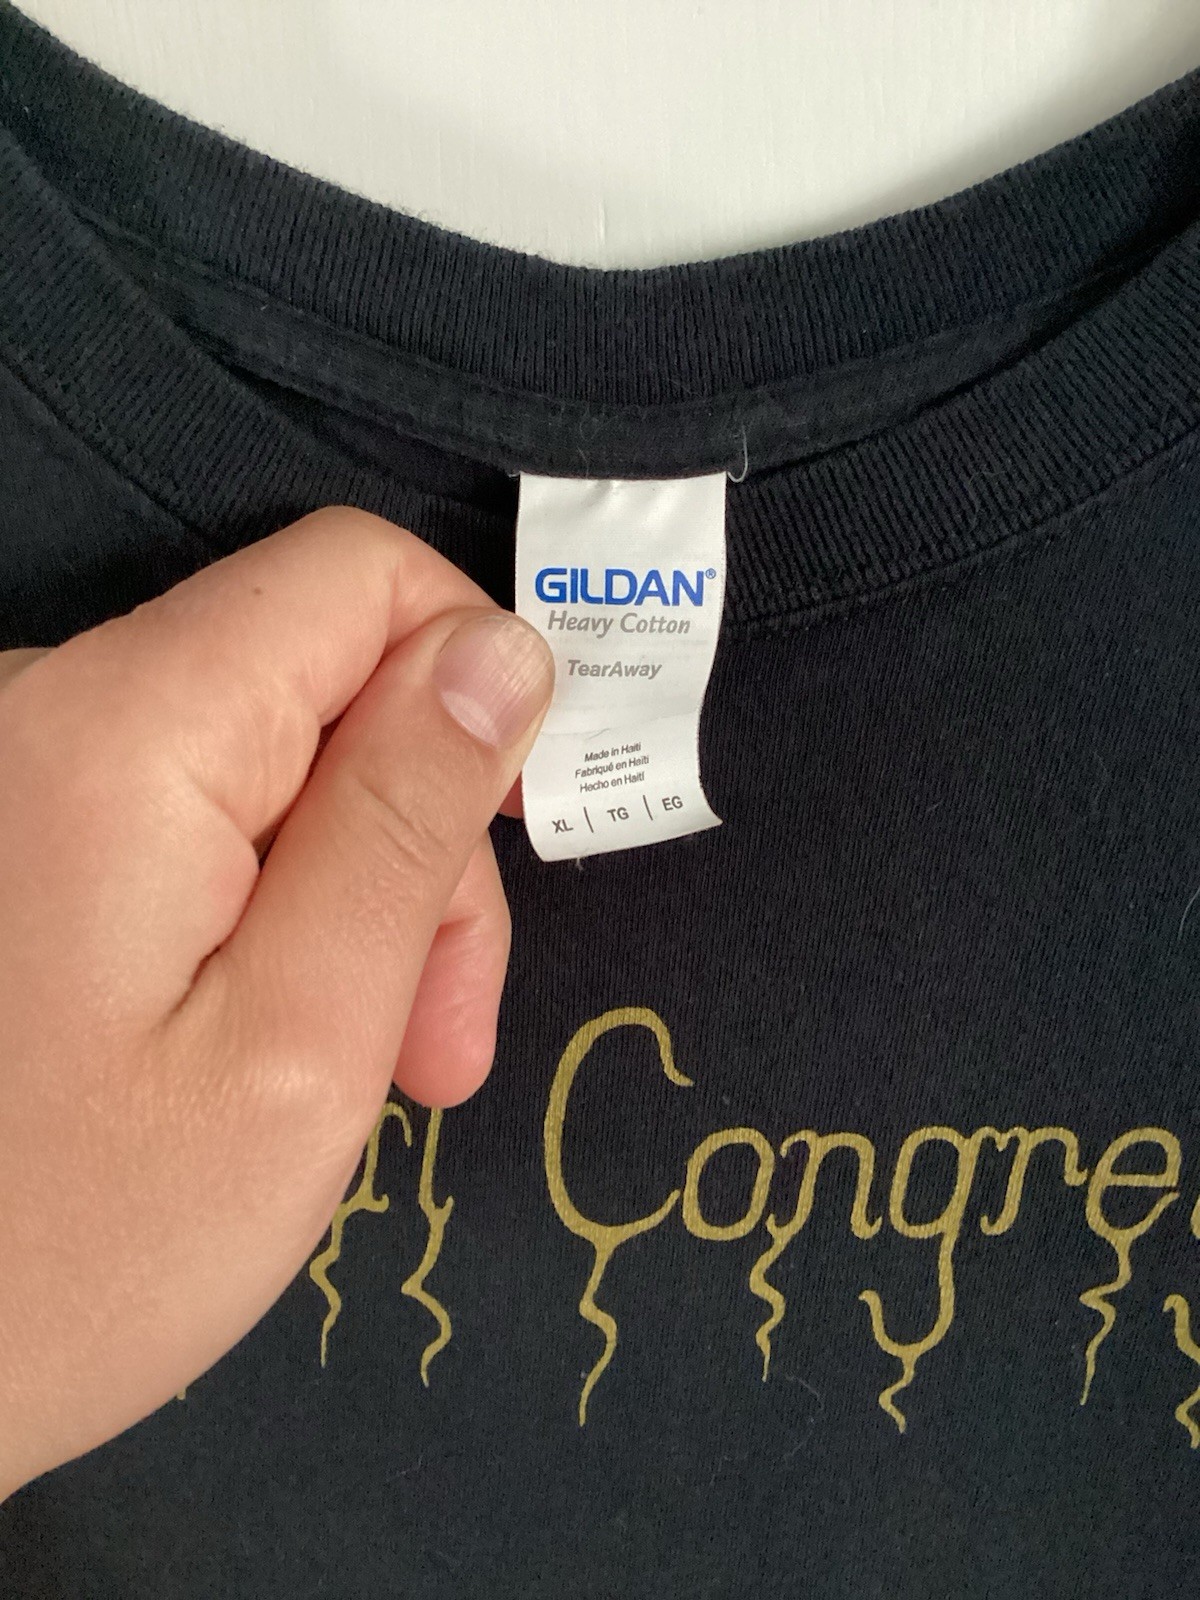 GILDAN®
Heavy Cotton
TearAway
Made in Haiti
Fabriqué en Haïti
Hecho en Haití
XL | TG | EG